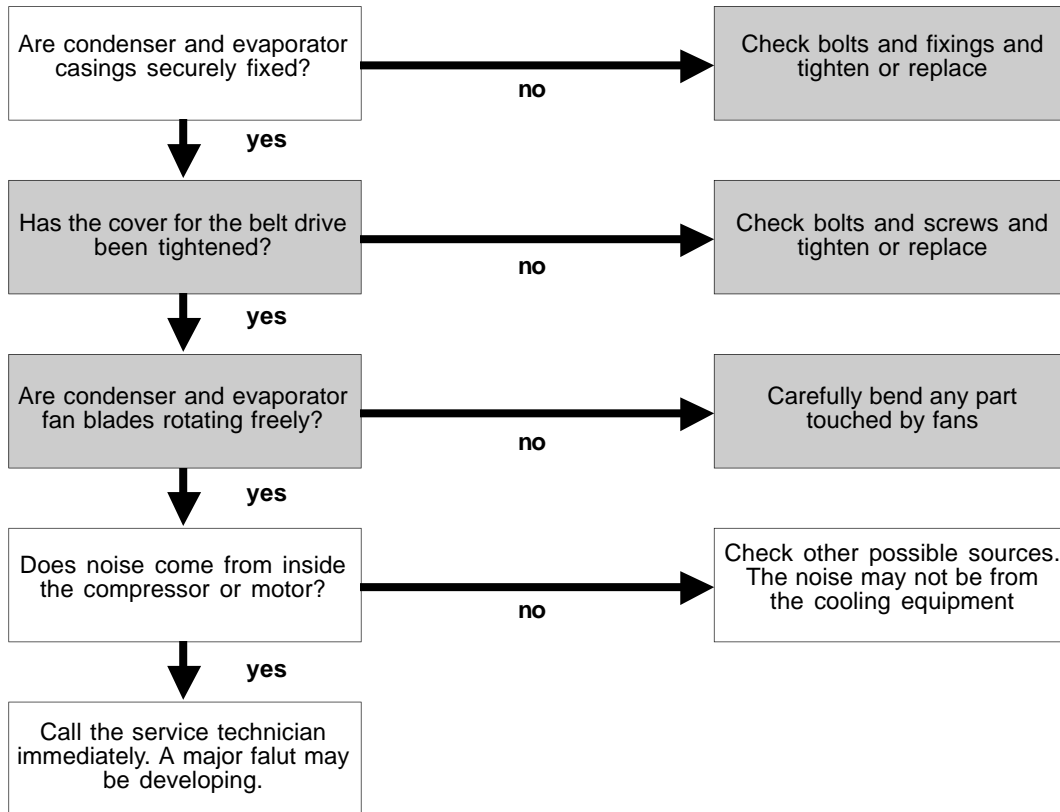 Are condenser and evaporator
casings securely fixed?
no
Check bolts and fixings and
tighten or replace
yes
Has the cover for the belt drive
been tightened?
no
Check bolts and screws and
tighten or replace
yes
Are condenser and evaporator
fan blades rotating freely?
no
Carefully bend any part
touched by fans
yes
Does noise come from inside
the compressor or motor?
no
Check other possible sources.
The noise may not be from
the cooling equipment
yes
Call the service technician
immediately. A major falut may
be developing.